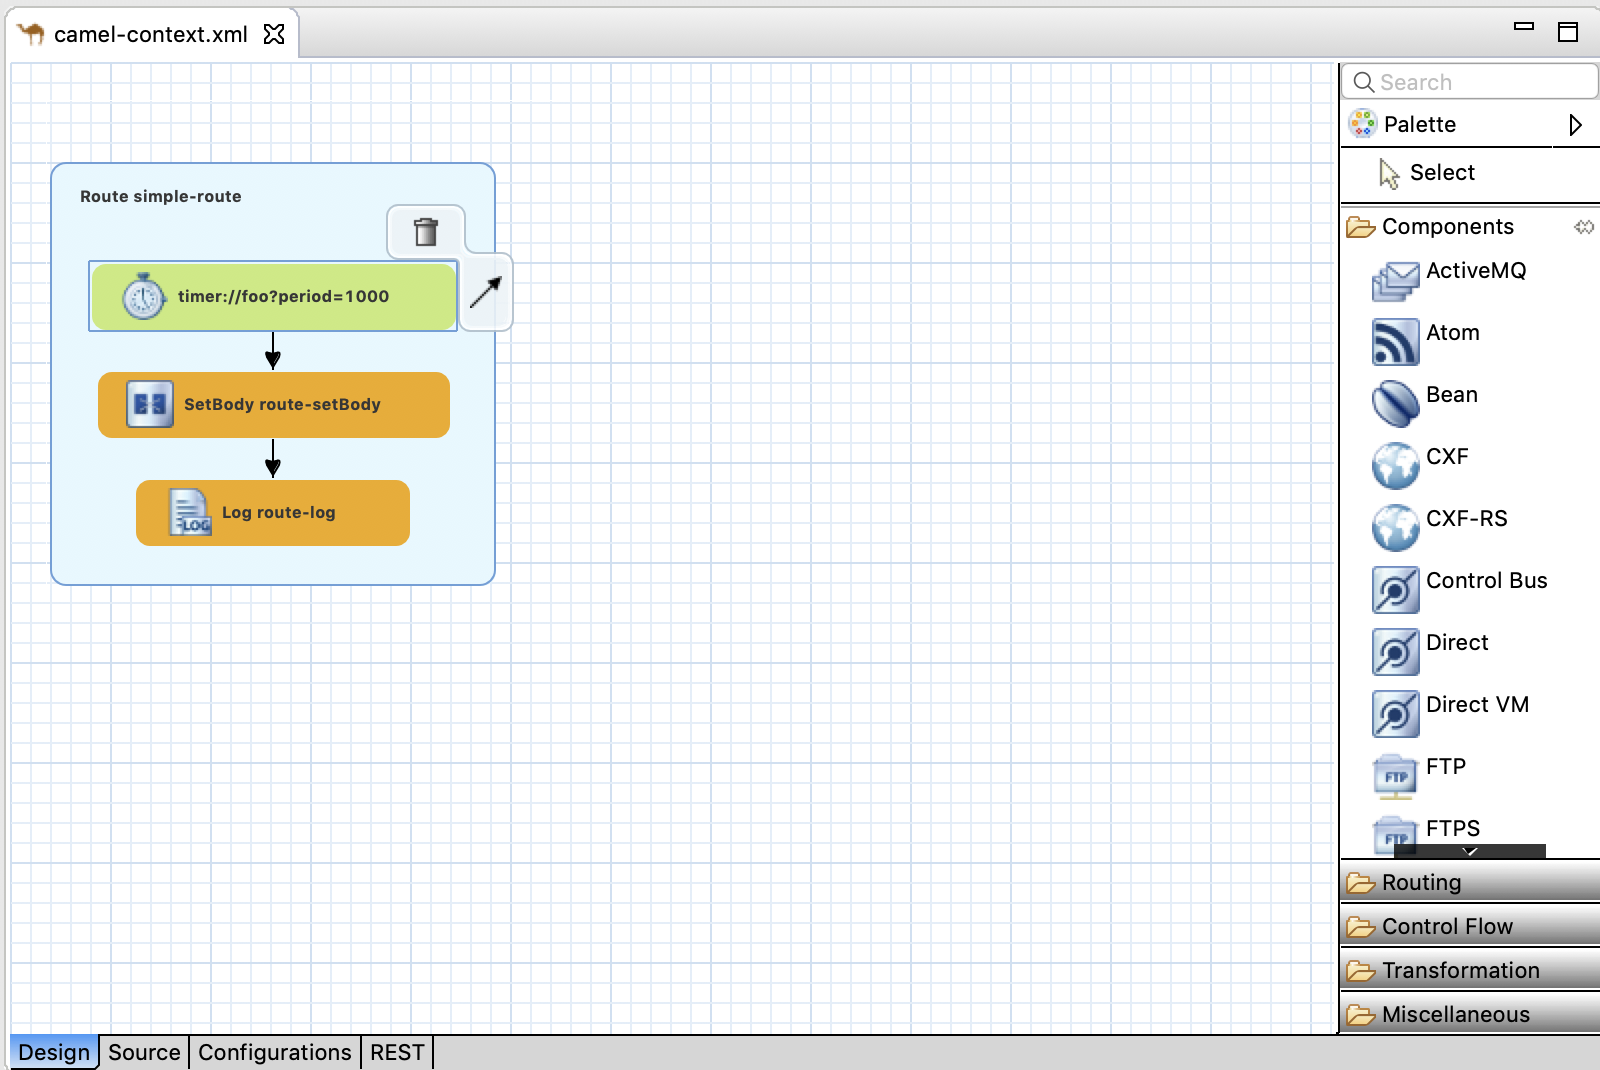 camel-context.xml
Search
Palette
Select
Components
ActiveMQ
Atom
Bean
CXF
CXF-RS
Control Bus
Direct
Direct VM
FTP
FTP
FTPS
FTP
Routing
Control Flow
Transformation
Miscellaneous
Route simple-route
timer://foo?period=1000
SetBody route-setBody
LOG
Log route-log
Design
Source
Configurations
REST